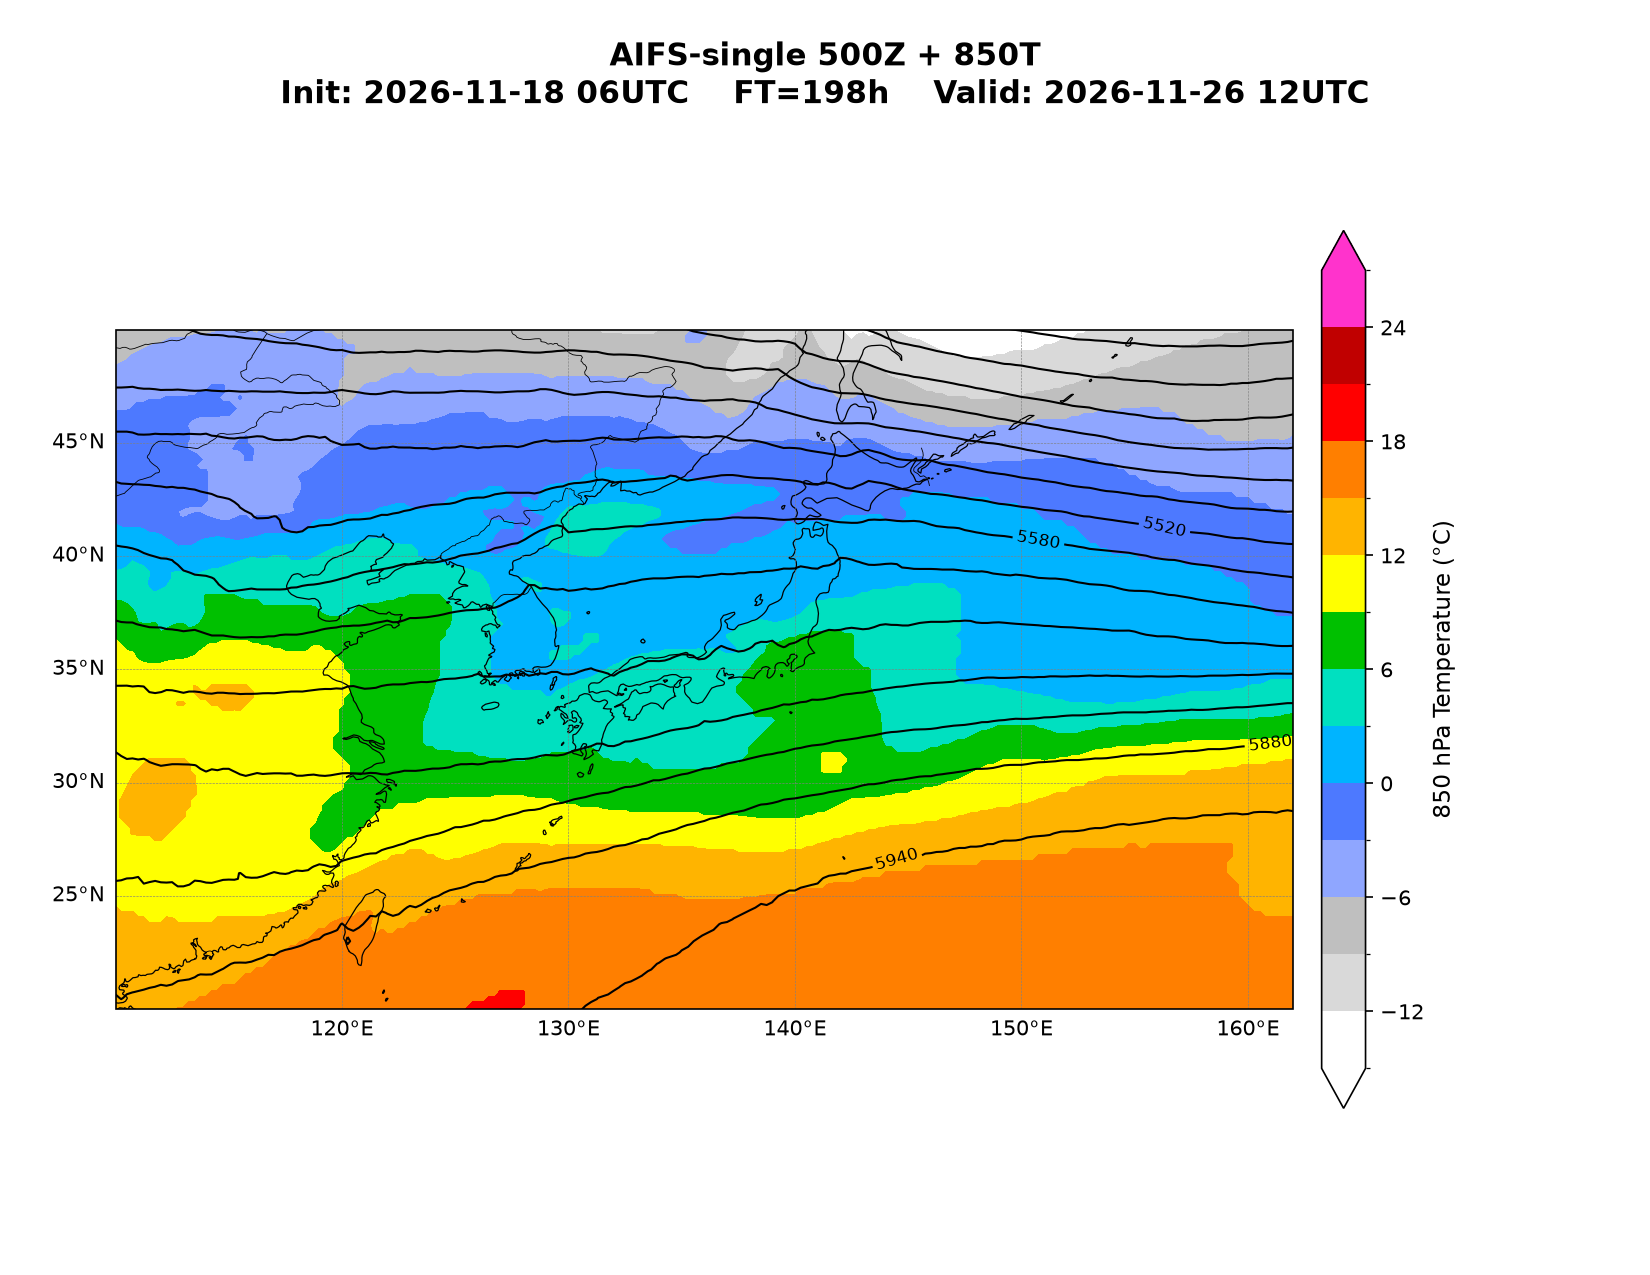 AIFS-single 500Z + 850T
Init: 2026-11-18 06UTC    FT=198h    Valid: 2026-11-26 12UTC
45°N
40°N
35°N
30°N
25°N
120°E
130°E
140°E
150°E
160°E
5520
5580
5880
5940
24
18
12
6
0
−6
−12
850 hPa Temperature (°C)